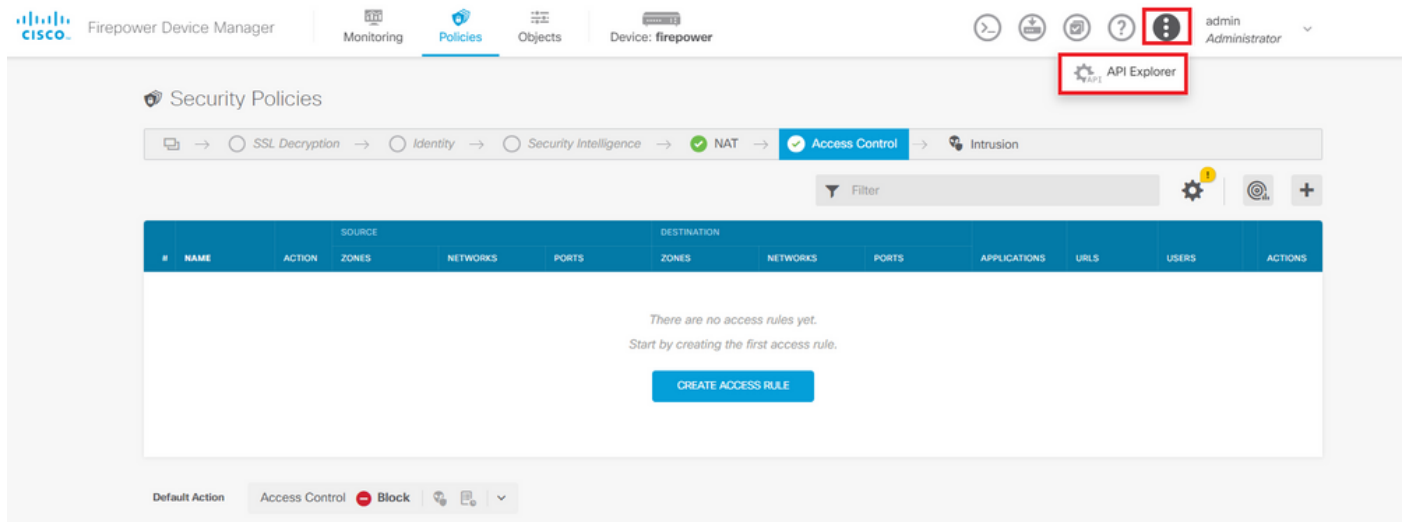 cisco
Firepower Device Manager
Monitoring
Policies
Objects
Device: firepower
admin
Administrator
API
API Explorer
Security Policies
SSL Decryption
Identity
Security Intelligence
NAT
Access Control
Intrusion
Filter
SOURCE
DESTINATION
# NAME ACTION ZONES NETWORKS PORTS ZONES NETWORKS PORTS APPLICATIONS URLS USERS ACTIONS
There are no access rules yet.
Start by creating the first access rule.
CREATE ACCESS RULE
Default Action
Access Control
Block